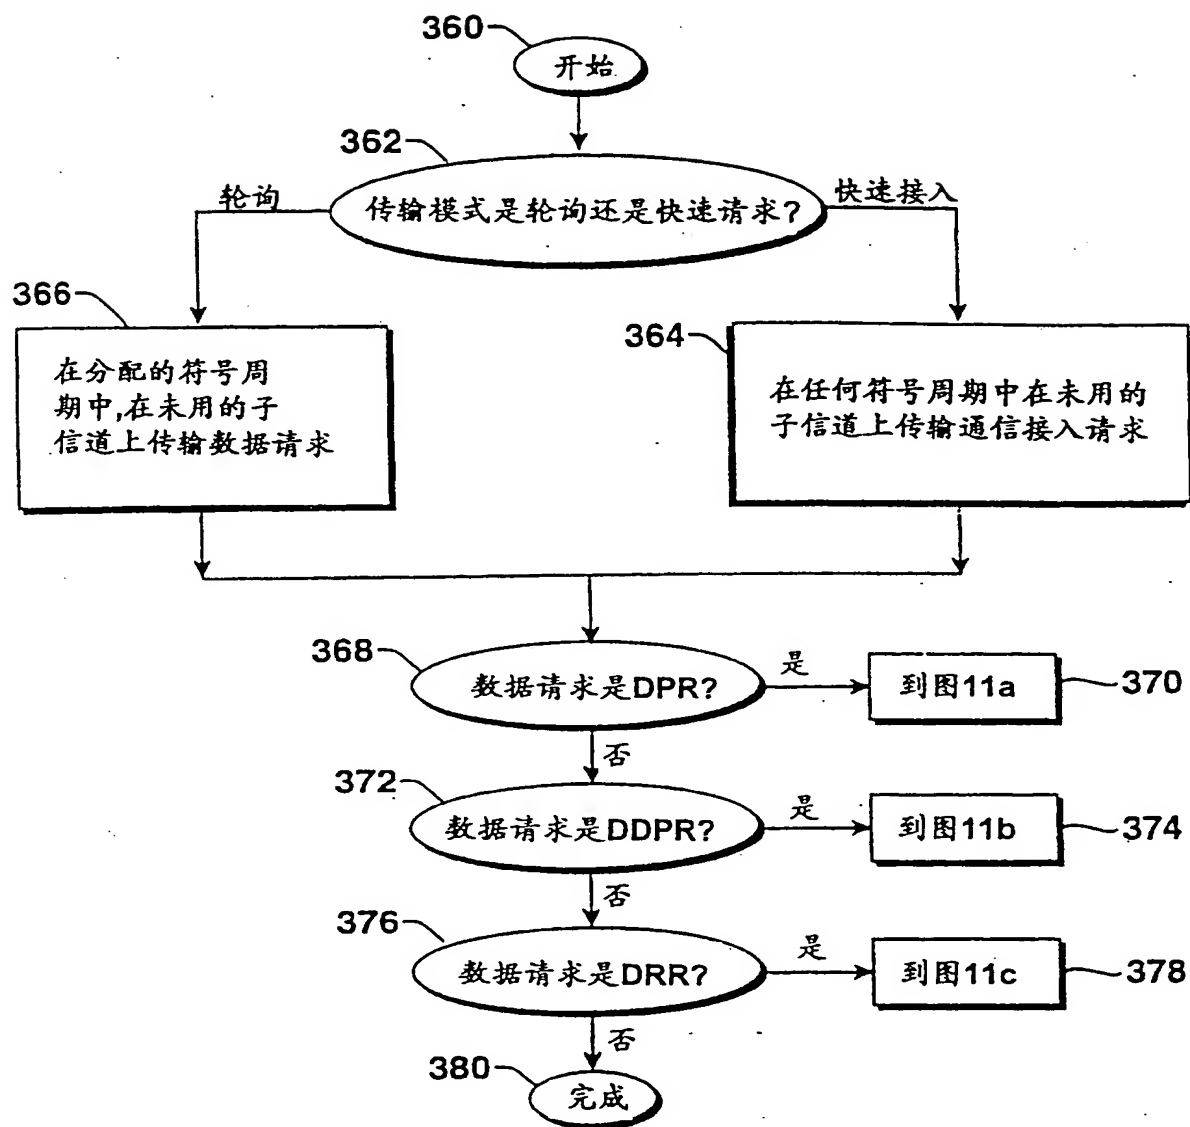 360
开始
362
传输模式是轮询还是快速请求?
轮询
快速接入
366
在分配的符号周
期中,在未用的子
信道上传输数据请求
364
在任何符号周期中在未用的
子信道上传输通信接入请求
368
数据请求是DPR?
是
到图11a
370
否
372
数据请求是DDPR?
是
到图11b
374
否
376
数据请求是DRR?
是
到图11c
378
否
380
完成